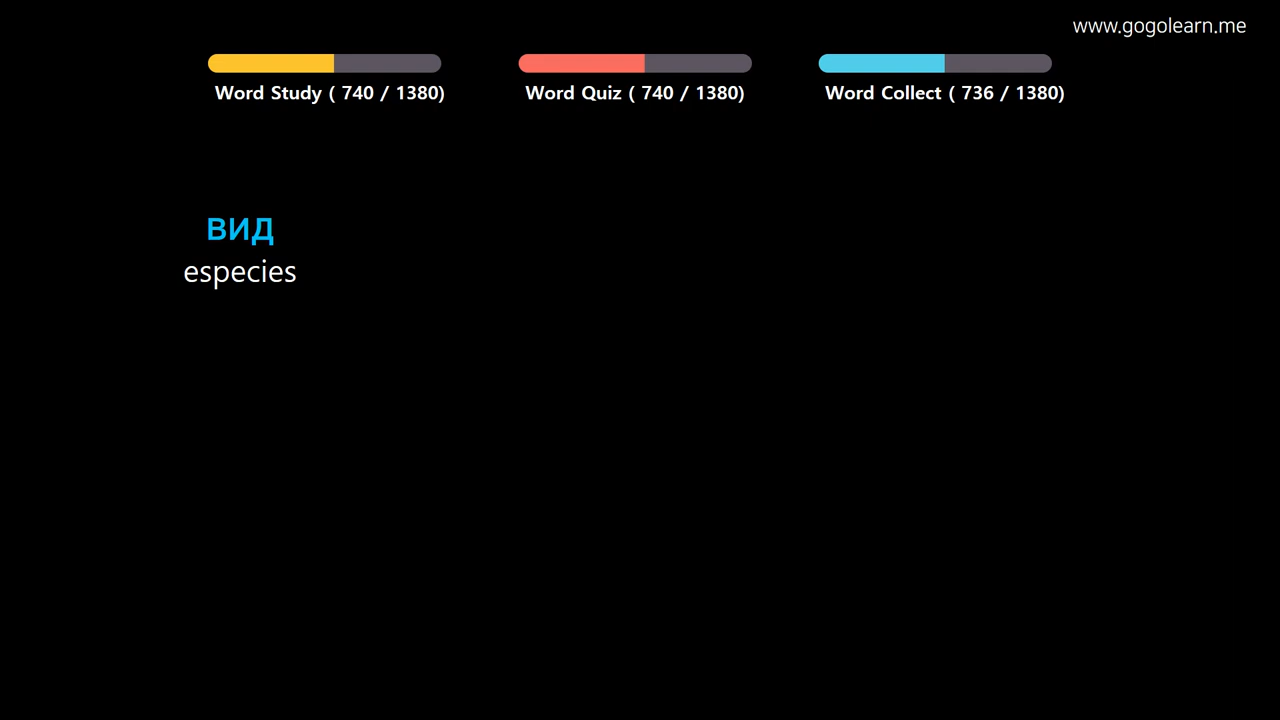 www.gogolearn.me
Word Study ( 740 / 1380)
Word Quiz ( 740 / 1380)
Word Collect ( 736 / 1380)
вид
especies